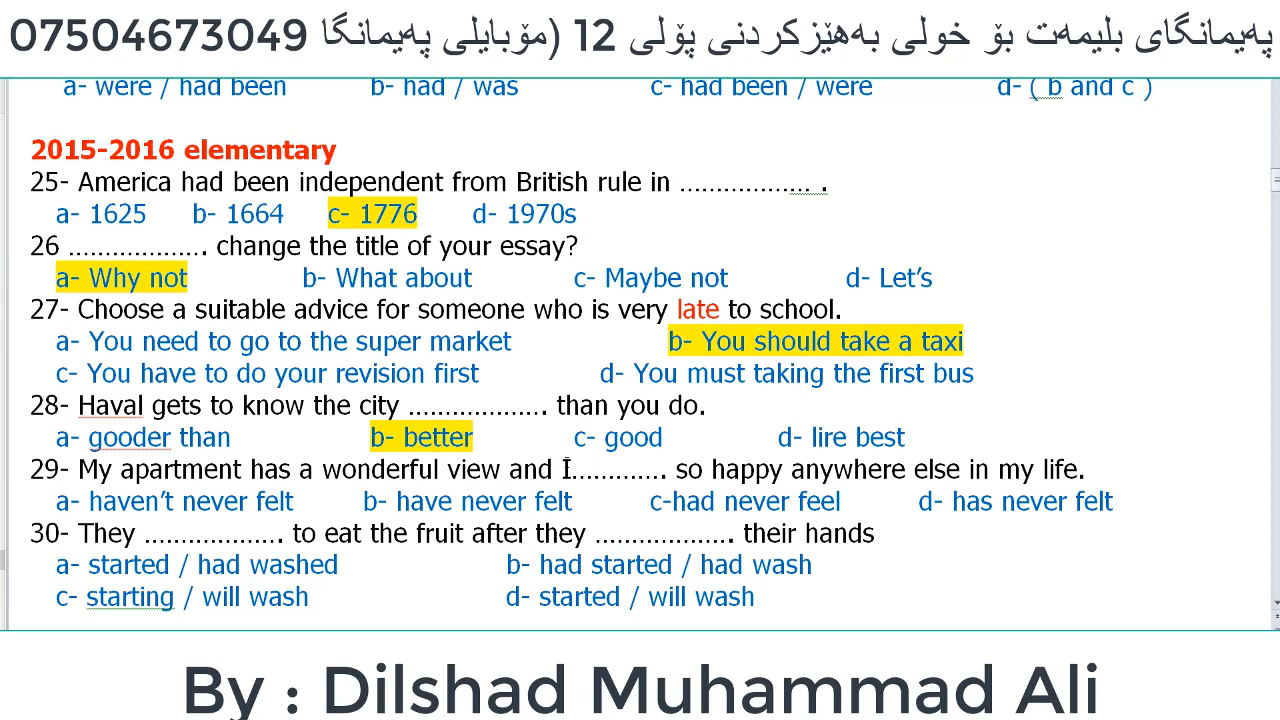 پەیمانگای بلیمەت بۆ خولی بەهێزکردنی پۆلی 12 (مۆبایلی پەیمانگا 07504673049
a- were / had been b- had / was c- had been / were d- ( b and c )
2015-2016 elementary
25- America had been independent from British rule in .................. .
a- 1625 b- 1664 c- 1776 d- 1970s
26 ................... change the title of your essay?
a- Why not b- What about c- Maybe not d- Let’s
27- Choose a suitable advice for someone who is very late to school.
a- You need to go to the super market b- You should take a taxi
c- You have to do your revision first d- You must taking the first bus
28- Haval gets to know the city ................... than you do.
a- gooder than b- better c- good d- lire best
29- My apartment has a wonderful view and I............. so happy anywhere else in my life.
a- haven’t never felt b- have never felt c-had never feel d- has never felt
30- They ................... to eat the fruit after they ................... their hands
a- started / had washed b- had started / had wash
c- starting / will wash d- started / will wash
By : Dilshad Muhammad Ali